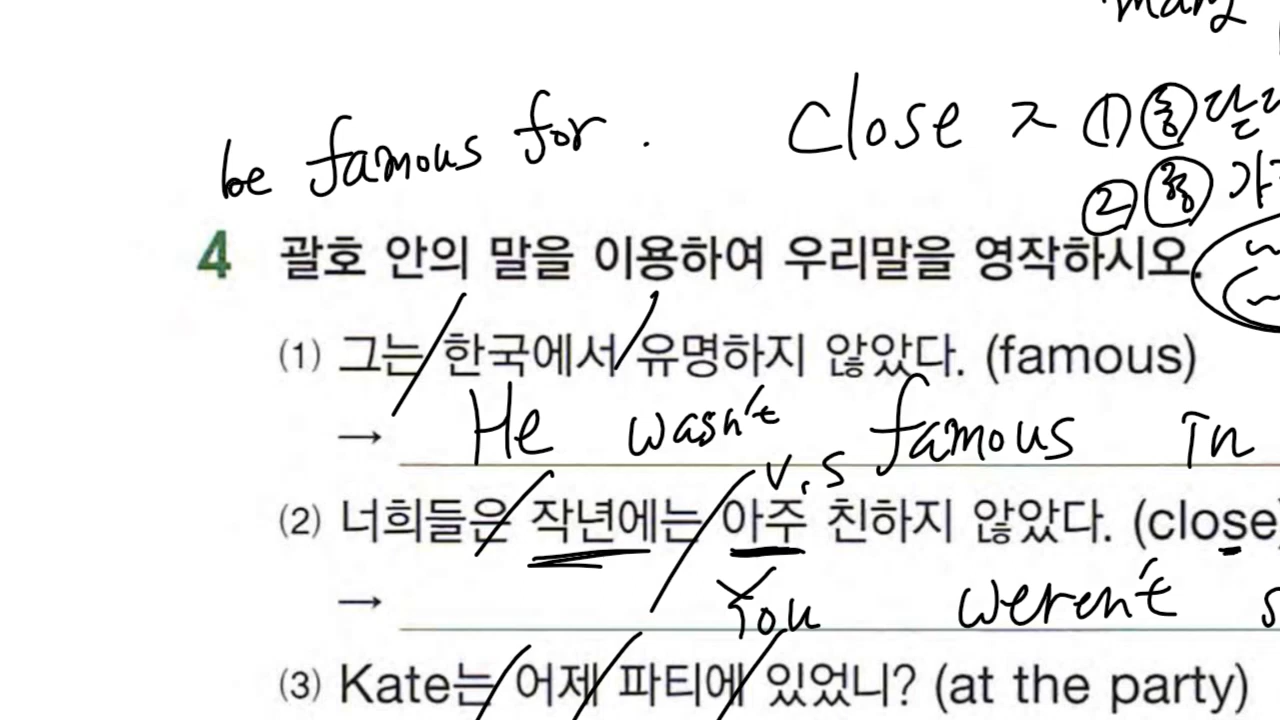 be famous for .
close ① ②
4 괄호 안의 말을 이용하여 우리말을 영작하시오.
(1) 그는 한국에서 유명하지 않았다. (famous)
→ He wasn't famous in
v.s
(2) 너희들은 작년에는 아주 친하지 않았다. (close
→ You weren't s
(3) Kate는 어제 파티에 있었니? (at the party)